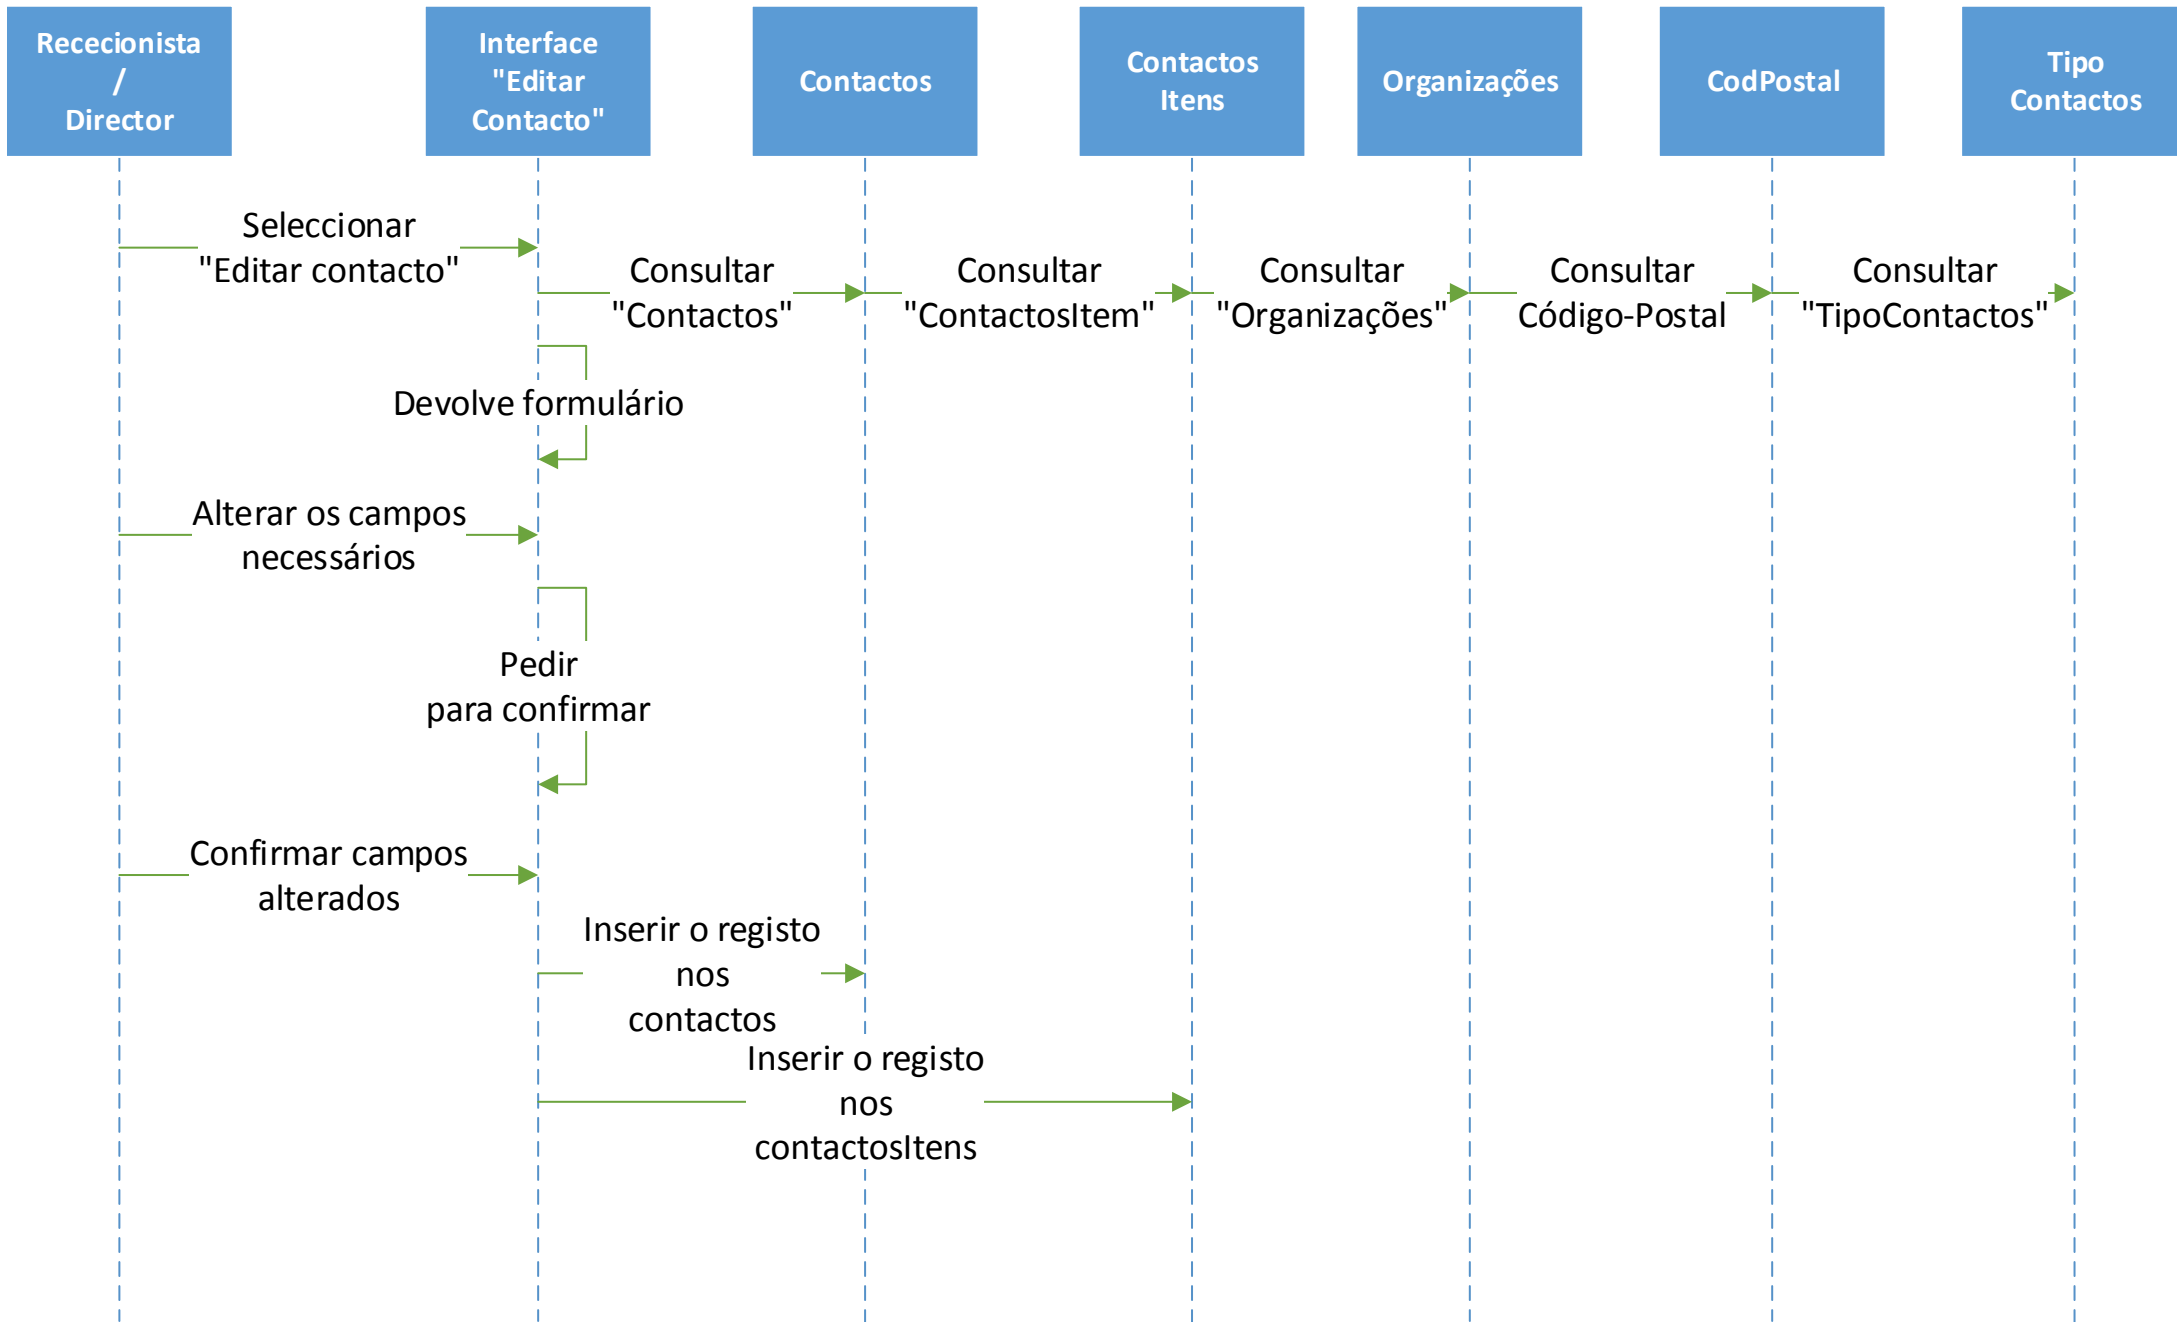 Rececionista
/
Director
Interface
"Editar
Contacto"
Contactos
Contactos
Itens
Organizações
CodPostal
Tipo
Contactos
Seleccionar
"Editar contacto"
Consultar
"Contactos"
Consultar
"ContactosItem"
Consultar
"Organizações"
Consultar
Código-Postal
Consultar
"TipoContactos"
Devolve formulário
Alterar os campos
necessários
Pedir
para confirmar
Confirmar campos
alterados
Inserir o registo
nos
contactos
Inserir o registo
nos
contactosItens